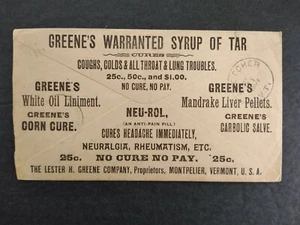 GREENE'S WARRANTED SYRUP OF TAR
CURES
COUGHS, COLDS & ALL THROAT & LUNG TROUBLES.
25c., 50c., and $1.00.
NO CURE, NO PAY.
GREENE'S
White Oil Liniment.
GREENE'S
CORN CURE.
NEU-ROL,
(AN ANTI-PAIN PILL)
CURES HEADACHE IMMEDIATELY,
NEURALGIA, RHEUMATISM, ETC.
GREENE'S
Mandrake Liver Pellets.
GREENE'S
CARBOLIC SALVE.
25c. NO CURE NO PAY. 25c.
THE LESTER H. GREENE COMPANY, Proprietors, MONTPELIER, VERMONT, U. S. A.